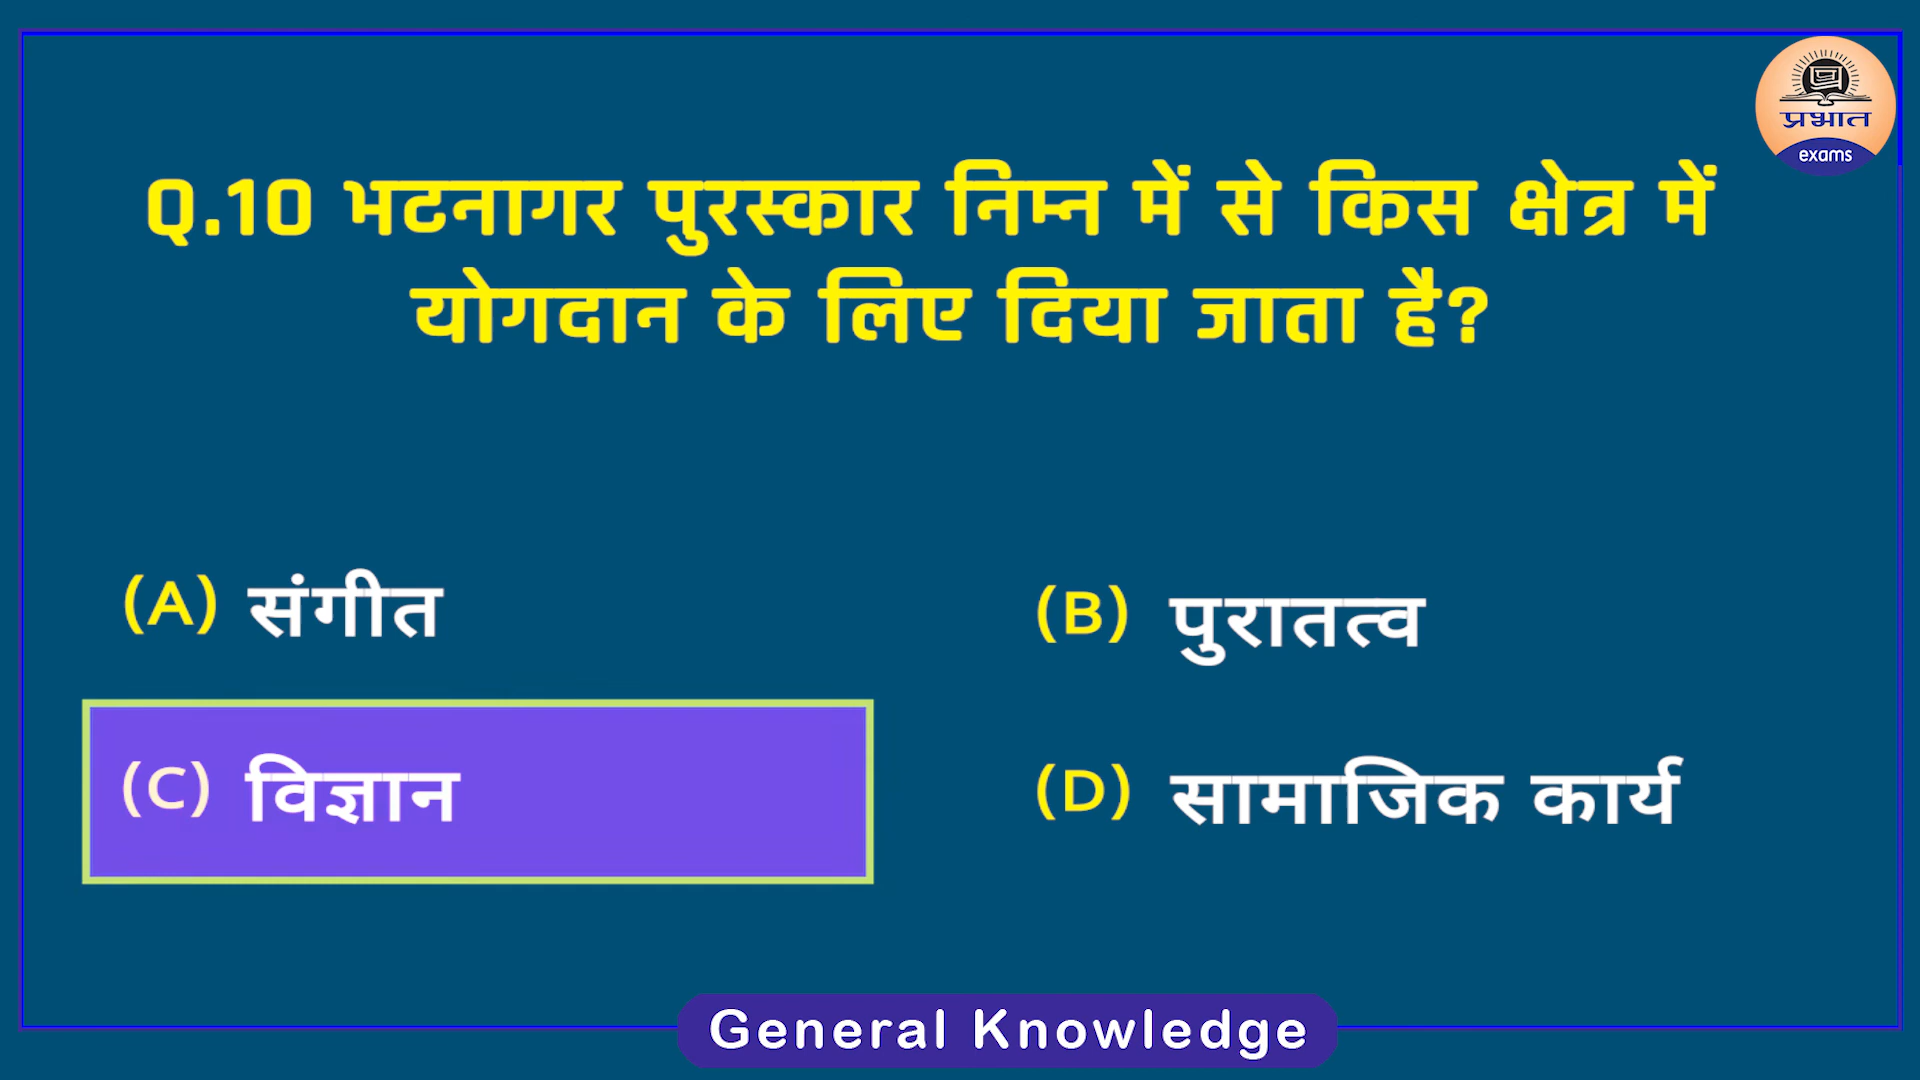 प्रभात
exams
Q.10 भटनागर पुरस्कार निम्न में से किस क्षेत्र में
योगदान के लिए दिया जाता है?
(A) संगीत
(B) पुरातत्व
(C) विज्ञान
(D) सामाजिक कार्य
General Knowledge